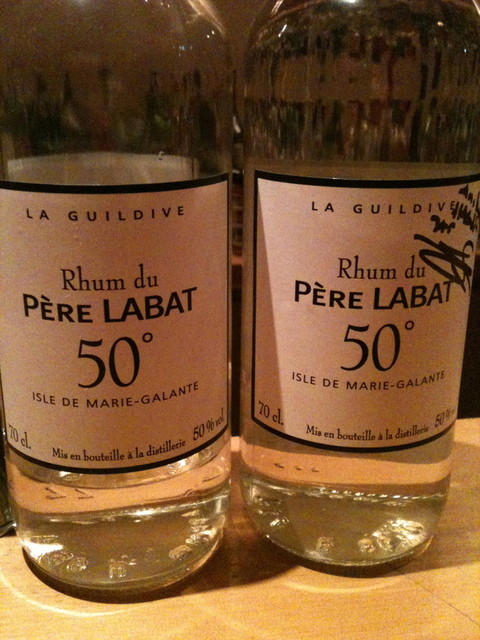 LA GUILDIVE
Rhum du
PÈRE LABAT
50°
ISLE DE MARIE-GALANTE
70 cl.
Mis en bouteille à la distillerie
50% vol
LA GUILDIVE
Rhum du
PÈRE LABAT
50°
ISLE DE MARIE-GALANTE
70 cl.
Mis en bouteille à la distillerie
50%